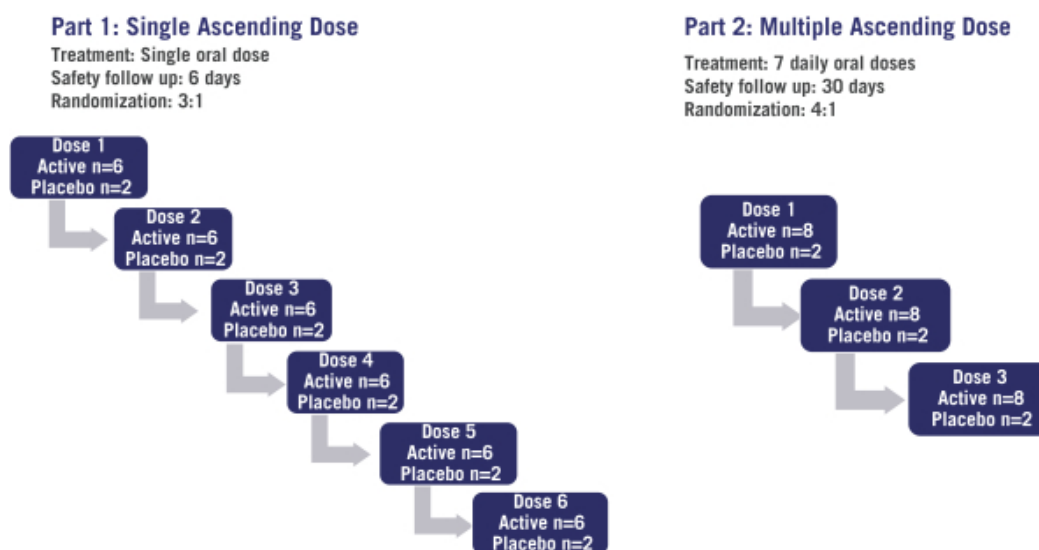 Part 1: Single Ascending Dose
Treatment: Single oral dose
Safety follow up: 6 days
Randomization: 3:1
Dose 1
Active n=6
Placebo n=2
Dose 2
Active n=6
Placebo n=2
Dose 3
Active n=6
Placebo n=2
Dose 4
Active n=6
Placebo n=2
Dose 5
Active n=6
Placebo n=2
Dose 6
Active n=6
Placebo n=2
Part 2: Multiple Ascending Dose
Treatment: 7 daily oral doses
Safety follow up: 30 days
Randomization: 4:1
Dose 1
Active n=8
Placebo n=2
Dose 2
Active n=8
Placebo n=2
Dose 3
Active n=8
Placebo n=2